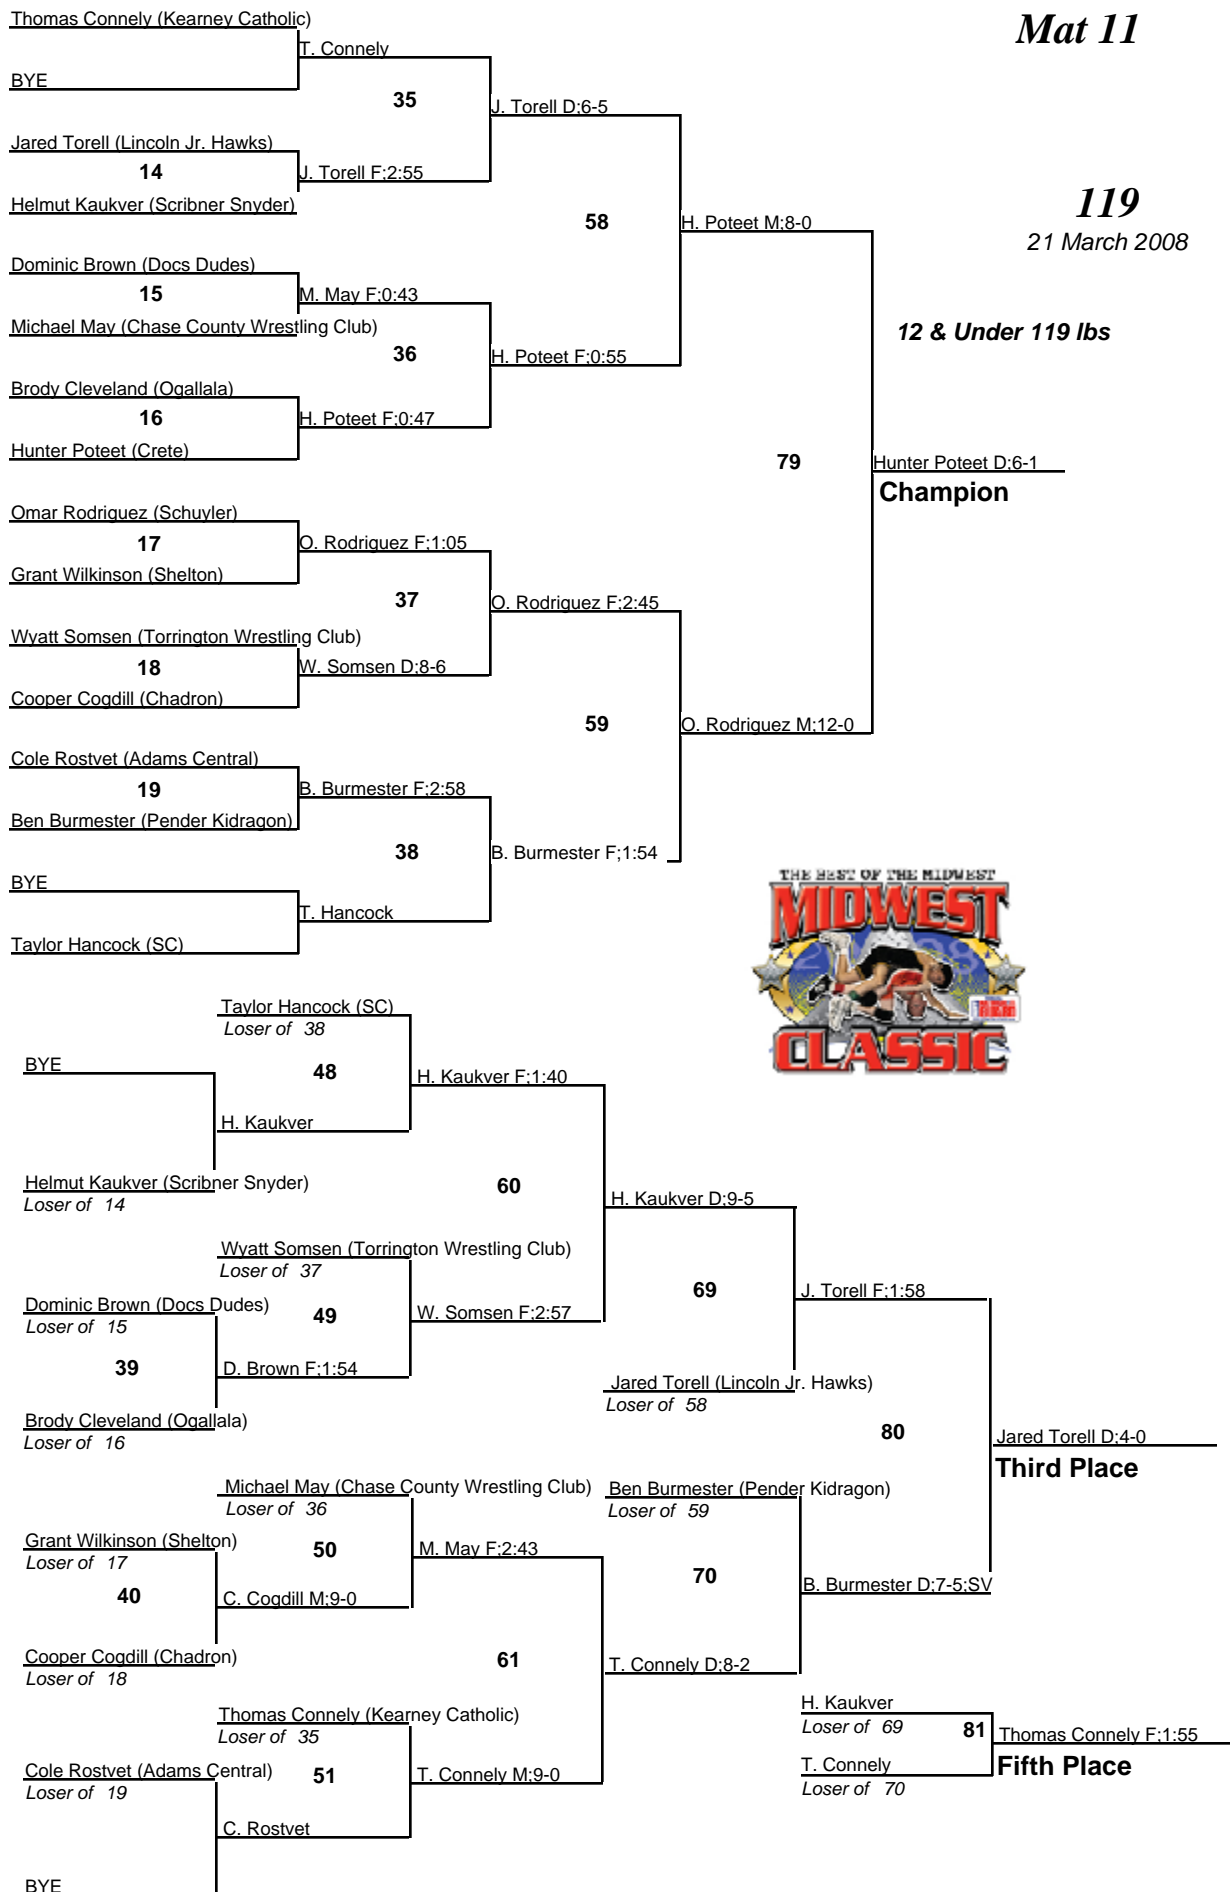 Mat 11
119
21 March 2008
12 & Under 119 lbs
Thomas Connely (Kearney Catholic)
T. Connely
BYE
35
J. Torell D;6-5
Jared Torell (Lincoln Jr. Hawks)
14
J. Torell F;2:55
Helmut Kaukver (Scribner Snyder)
58
H. Poteet M;8-0
Dominic Brown (Docs Dudes)
15
M. May F;0:43
Michael May (Chase County Wrestling Club)
36
H. Poteet F;0:55
Brody Cleveland (Ogallala)
16
H. Poteet F;0:47
Hunter Poteet (Crete)
79
Hunter Poteet D;6-1
Champion
Omar Rodriguez (Schuyler)
17
O. Rodriguez F;1:05
Grant Wilkinson (Shelton)
37
O. Rodriguez F;2:45
Wyatt Somsen (Torrington Wrestling Club)
18
W. Somsen D;8-6
Cooper Cogdill (Chadron)
59
O. Rodriguez M;12-0
Cole Rostvet (Adams Central)
19
B. Burmester F;2:58
Ben Burmester (Pender Kidragon)
38
B. Burmester F;1:54
BYE
T. Hancock
Taylor Hancock (SC)
THE BEST OF THE MIDWEST
MIDWEST
CLASSIC
Taylor Hancock (SC)
Loser of 38
BYE
48
H. Kaukver F;1:40
H. Kaukver
Helmut Kaukver (Scribner Snyder)
Loser of 14
60
H. Kaukver D;9-5
Wyatt Somsen (Torrington Wrestling Club)
Loser of 37
Dominic Brown (Docs Dudes)
Loser of 15
49
W. Somsen F;2:57
39
D. Brown F;1:54
Brody Cleveland (Ogallala)
Loser of 16
69
J. Torell F;1:58
Jared Torell (Lincoln Jr. Hawks)
Loser of 58
80
Jared Torell D;4-0
Third Place
Michael May (Chase County Wrestling Club)
Loser of 36
Ben Burmester (Pender Kidragon)
Loser of 59
Grant Wilkinson (Shelton)
Loser of 17
50
M. May F;2:43
40
C. Cogdill M;9-0
70
B. Burmester D;7-5;SV
Cooper Cogdill (Chadron)
Loser of 18
61
T. Connely D;8-2
Thomas Connely (Kearney Catholic)
Loser of 35
Cole Rostvet (Adams Central)
Loser of 19
51
T. Connely M;9-0
C. Rostvet
BYE
H. Kaukver
Loser of 69
81
Thomas Connely F;1:55
T. Connely
Loser of 70
Fifth Place